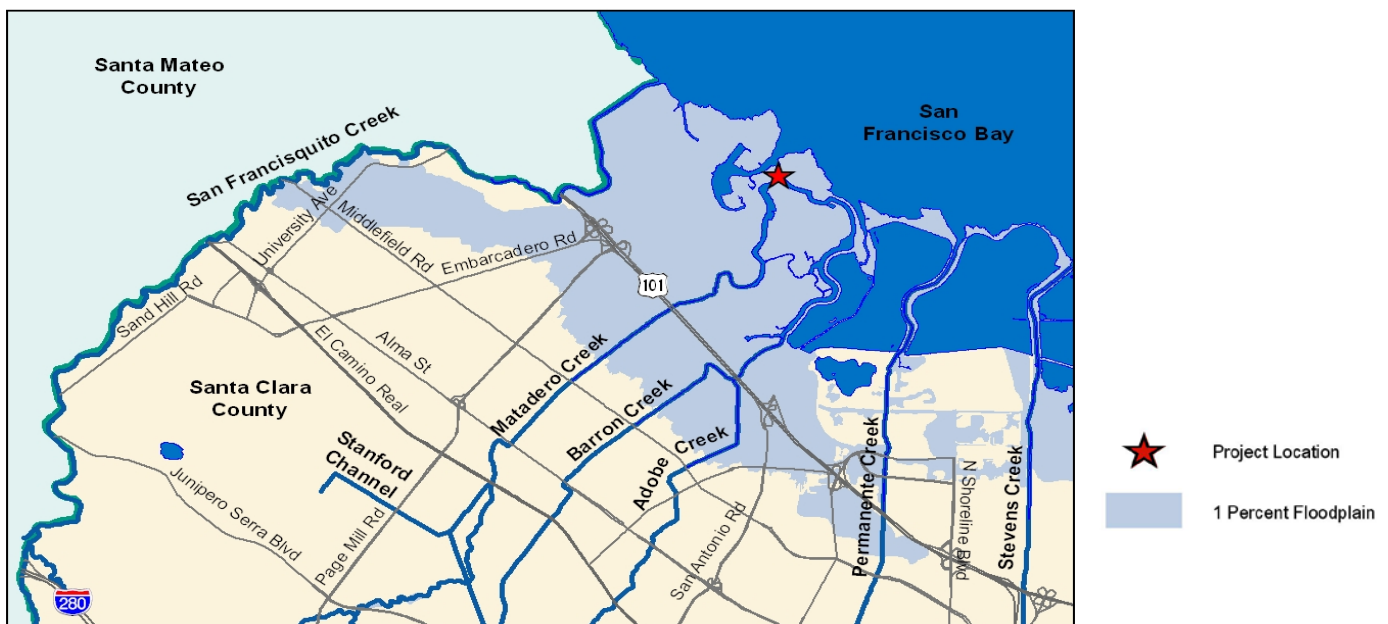 Santa Mateo
County
San
Francisco Bay
San Francisquito Creek
University Ave
Middlefield Rd
Embarcadero Rd
101
Sand Hill Rd
Alma St
El Camino Real
Santa Clara
County
Matadero Creek
Barron Creek
Adobe Creek
Stanford
Channel
Junipero Serra Blvd
Page Mill Rd
San Antonio Rd
Permanente Creek
N Shoreline Blvd
Stevens Creek
280
Project Location
1 Percent Floodplain